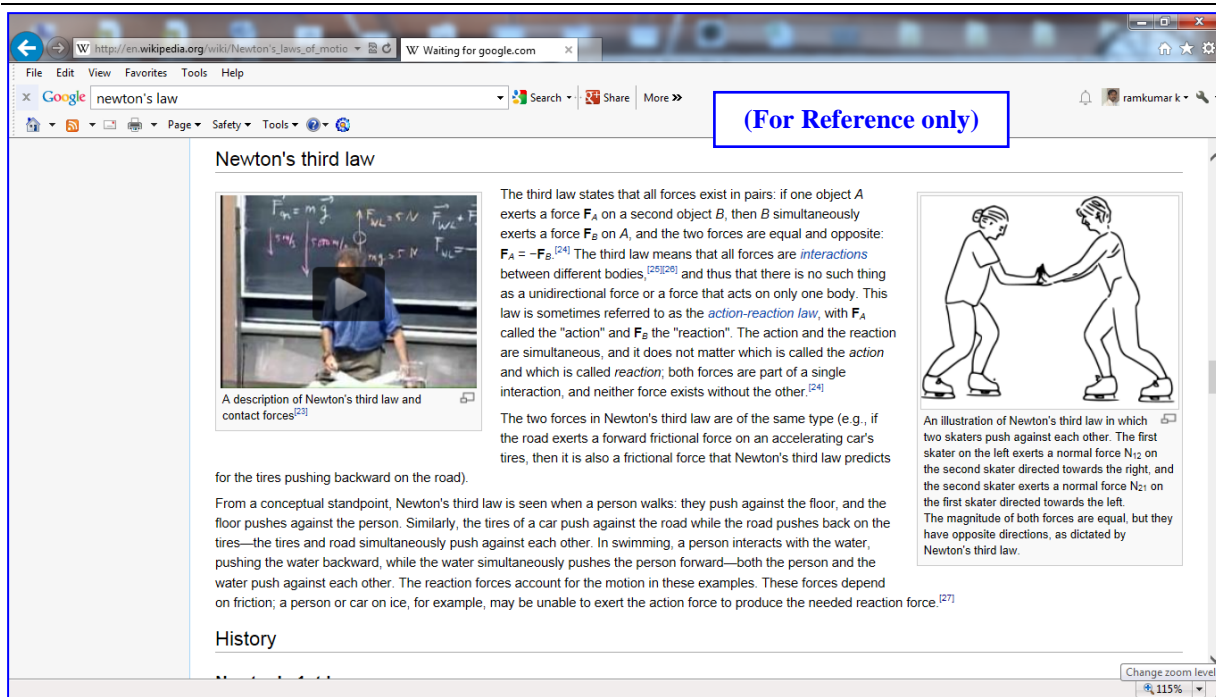 http://en.wikipedia.org/wiki/Newton's_laws_of_motio
Waiting for google.com
File Edit View Favorites Tools Help
x Google newton's law Search Share More »
ramkumar k
Page Safety Tools
(For Reference only)
Newton's third law
A description of Newton's third law and
contact forces[23]
The third law states that all forces exist in pairs: if one object A
exerts a force FA on a second object B, then B simultaneously
exerts a force FB on A, and the two forces are equal and opposite:
FA = −FB.[24] The third law means that all forces are interactions
between different bodies,[25][26] and thus that there is no such thing
as a unidirectional force or a force that acts on only one body. This
law is sometimes referred to as the action-reaction law, with FA
called the "action" and FB the "reaction". The action and the reaction
are simultaneous, and it does not matter which is called the action
and which is called reaction; both forces are part of a single
interaction, and neither force exists without the other.[24]
The two forces in Newton's third law are of the same type (e.g., if
the road exerts a forward frictional force on an accelerating car's
tires, then it is also a frictional force that Newton's third law predicts
for the tires pushing backward on the road).
An illustration of Newton's third law in which
two skaters push against each other. The first
skater on the left exerts a normal force N12 on
the second skater directed towards the right, and
the second skater exerts a normal force N21 on
the first skater directed towards the left.
The magnitude of both forces are equal, but they
have opposite directions, as dictated by
Newton's third law.
From a conceptual standpoint, Newton's third law is seen when a person walks: they push against the floor, and the
floor pushes against the person. Similarly, the tires of a car push against the road while the road pushes back on the
tires—the tires and road simultaneously push against each other. In swimming, a person interacts with the water,
pushing the water backward, while the water simultaneously pushes the person forward—both the person and the
water push against each other. The reaction forces account for the motion in these examples. These forces depend
on friction; a person or car on ice, for example, may be unable to exert the action force to produce the needed reaction force.[27]
History
Change zoom level
115%